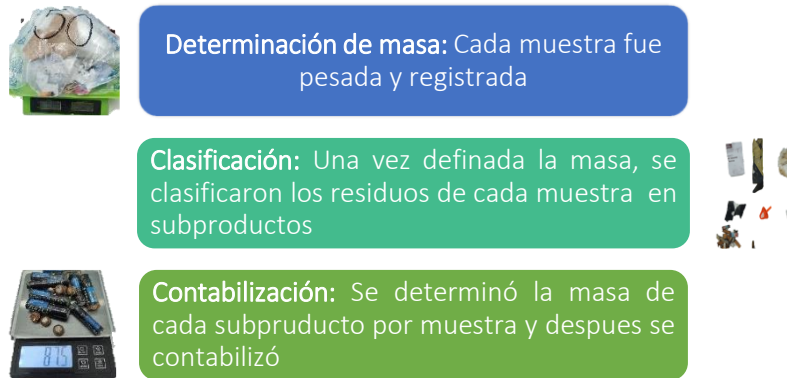 Determinación de masa: Cada muestra fue
pesada y registrada
Clasificación: Una vez definada la masa, se
clasificaron los residuos de cada muestra en
subproductos
Contabilización: Se determinó la masa de
cada subpruducto por muestra y despues se
contabilizó